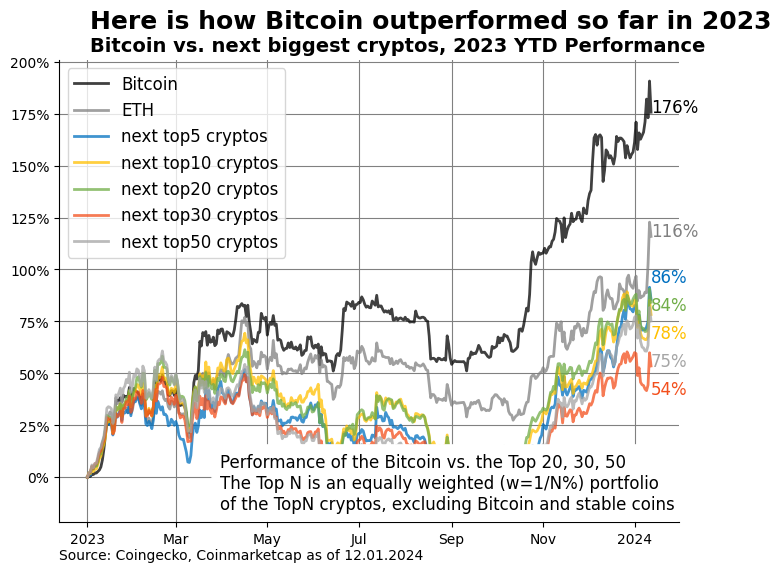 Here is how Bitcoin outperformed so far in 2023
Bitcoin vs. next biggest cryptos, 2023 YTD Performance
200%
175%
150%
125%
100%
75%
50%
25%
0%
Bitcoin
ETH
next top5 cryptos
next top10 cryptos
next top20 cryptos
next top30 cryptos
next top50 cryptos
176%
116%
86%
84%
78%
75%
54%
Performance of the Bitcoin vs. the Top 20, 30, 50
The Top N is an equally weighted (w=1/N%) portfolio
of the TopN cryptos, excluding Bitcoin and stable coins
2023 Mar May Jul Sep Nov 2024
Source: Coingecko, Coinmarketcap as of 12.01.2024